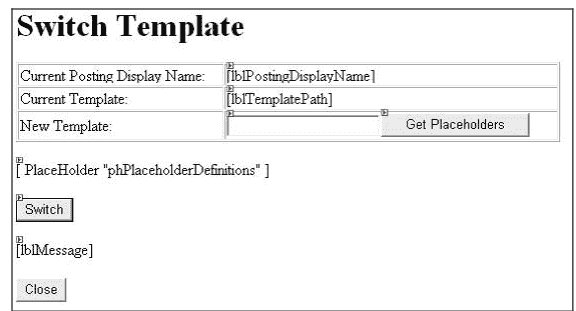 Switch Template
Current Posting Display Name: [lblPostingDisplayName]
Current Template: [lblTemplatePath]
New Template: Get Placeholders
[ PlaceHolder "phPlaceholderDefinitions" ]
Switch
[lblMessage]
Close